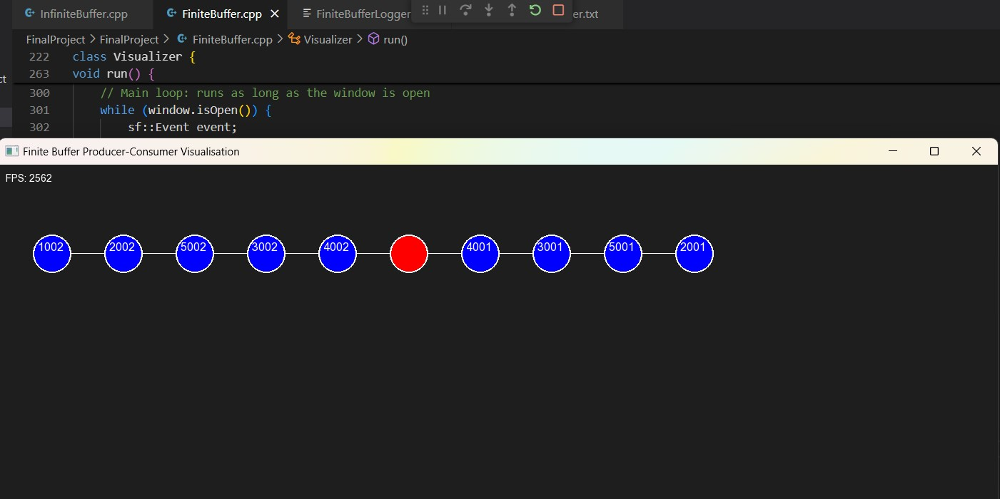 InfiniteBuffer.cpp FiniteBuffer.cpp FiniteBufferLogger er.txt
FinalProject > FinalProject > FiniteBuffer.cpp > Visualizer > run()
222 class Visualizer {
ct 263 void run() {
300 // Main loop: runs as long as the window is open
301 while (window.isOpen()) {
302 sf::Event event;
Finite Buffer Producer-Consumer Visualisation
FPS: 2562
1002 2002 5002 3002 4002 4001 3001 5001 2001